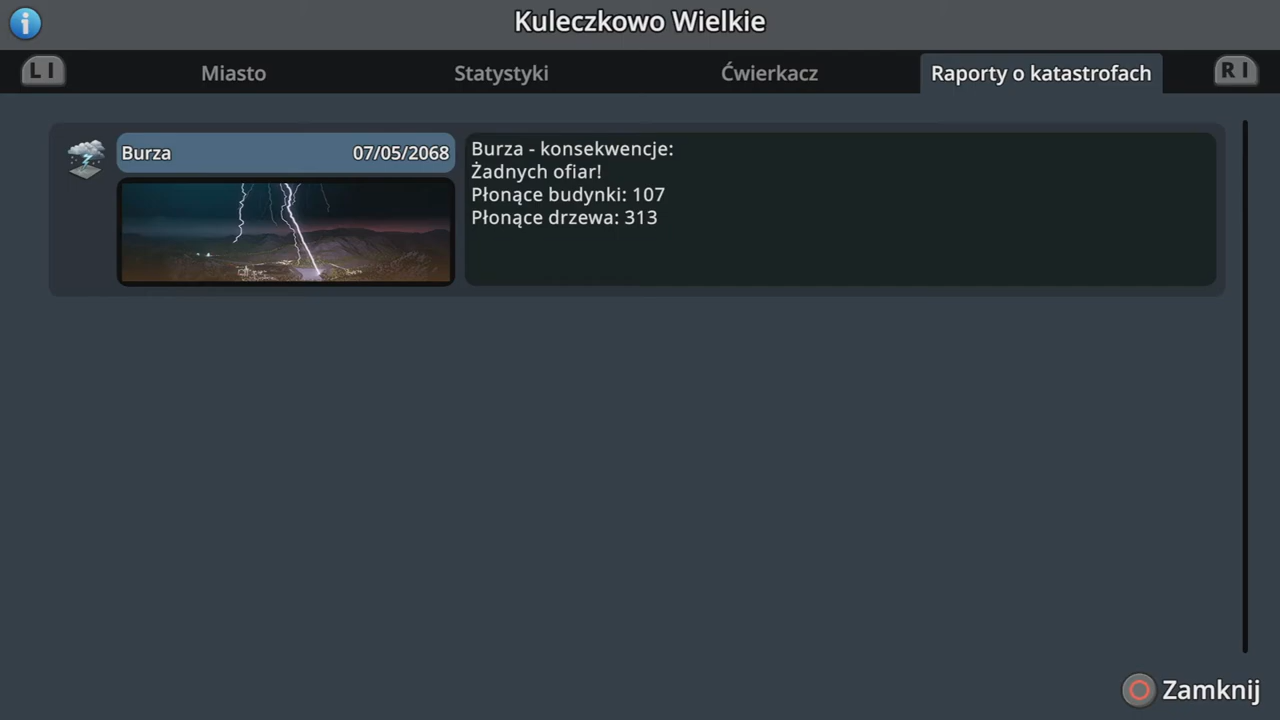 Kuleczkowo Wielkie
L1 Miasto Statystyki Ćwierkacz Raporty o katastrofach R1
Burza 07/05/2068
Burza - konsekwencje:
Żadnych ofiar!
Płonące budynki: 107
Płonące drzewa: 313
Zamknij